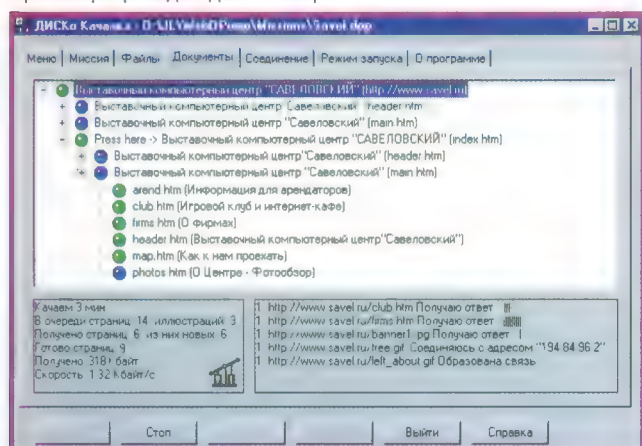 ДИСКо Качалка - D:\LILY\WebDPump\Missions\Savel.dpp
Меню Миссия Файлы Документы Соединение Режим запуска О программе
Выставочный компьютерный центр "САВЕЛОВСКИЙ" (http://www.savel.ru)
Выставочный компьютерный центр "Савеловский" header.htm
Выставочный компьютерный центр "Савеловский" (main.htm)
Press here -> Выставочный компьютерный центр "САВЕЛОВСКИЙ" (index.htm)
Выставочный компьютерный центр"Савеловский" (header.htm)
Выставочный компьютерный центр "Савеловский" (main.htm)
arend.htm (Информация для арендаторов)
club.htm (Игровой клуб и интернет-кафе)
firms.htm (О фирмах)
header.htm (Выставочный компьютерный центр"Савеловский")
map.htm (Как к нам проехать)
photos.htm (О Центре - Фотообзор)
Качаем 3 мин
В очереди страниц 14 иллюстраций 3
Получено страниц 6 из них новых 6
Готово страниц 9
Получено байт
Скорость 1.32 Кбайт/с
1 http://www.savel.ru/club.htm Получаю ответ
1 http://www.savel.ru/firms.htm Получаю ответ
1 http://www.savel.ru/banner1.jpg Получаю ответ
1 http://www.savel.ru/tree.gif Соединяюсь с адресом "194.84.96.2"
1 http://www.savel.ru/left_about.gif Образована связь
Стоп Выйти Справка